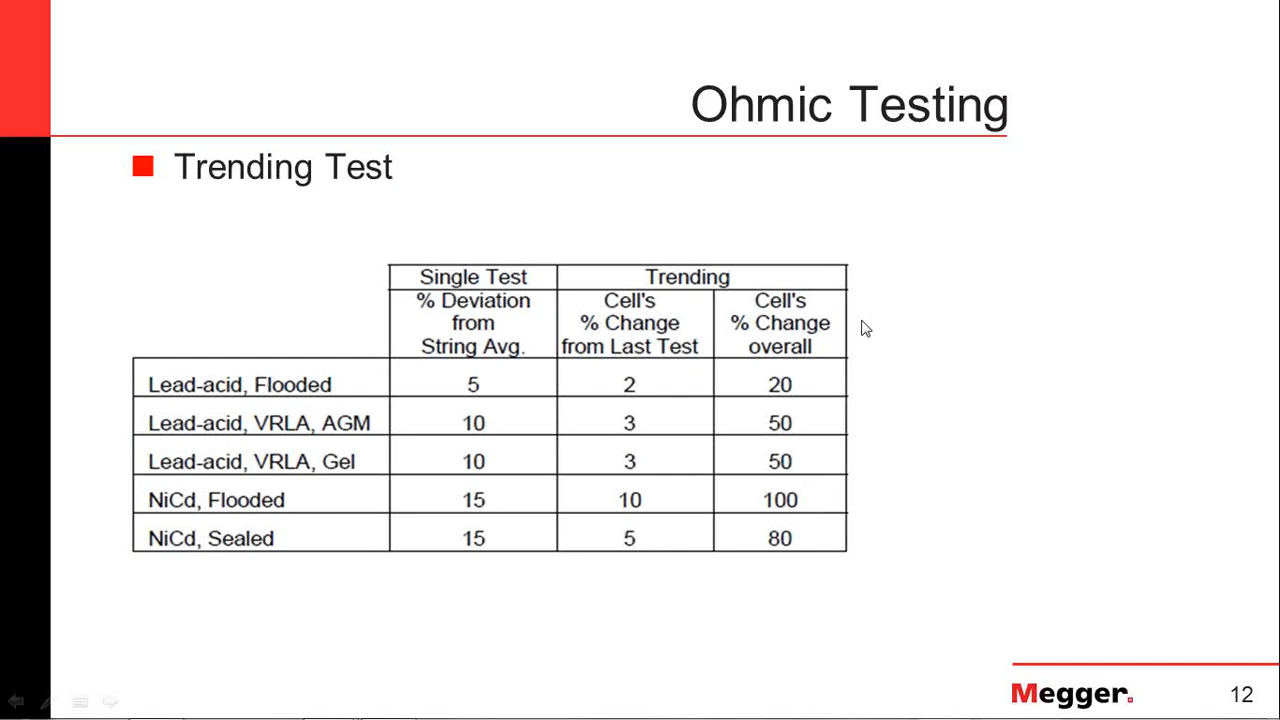 Ohmic Testing
Trending Test
Single Test Trending
% Deviation from String Avg. Cell's % Change from Last Test Cell's % Change overall
Lead-acid, Flooded 5 2 20
Lead-acid, VRLA, AGM 10 3 50
Lead-acid, VRLA, Gel 10 3 50
NiCd, Flooded 15 10 100
NiCd, Sealed 15 5 80
Megger.
12